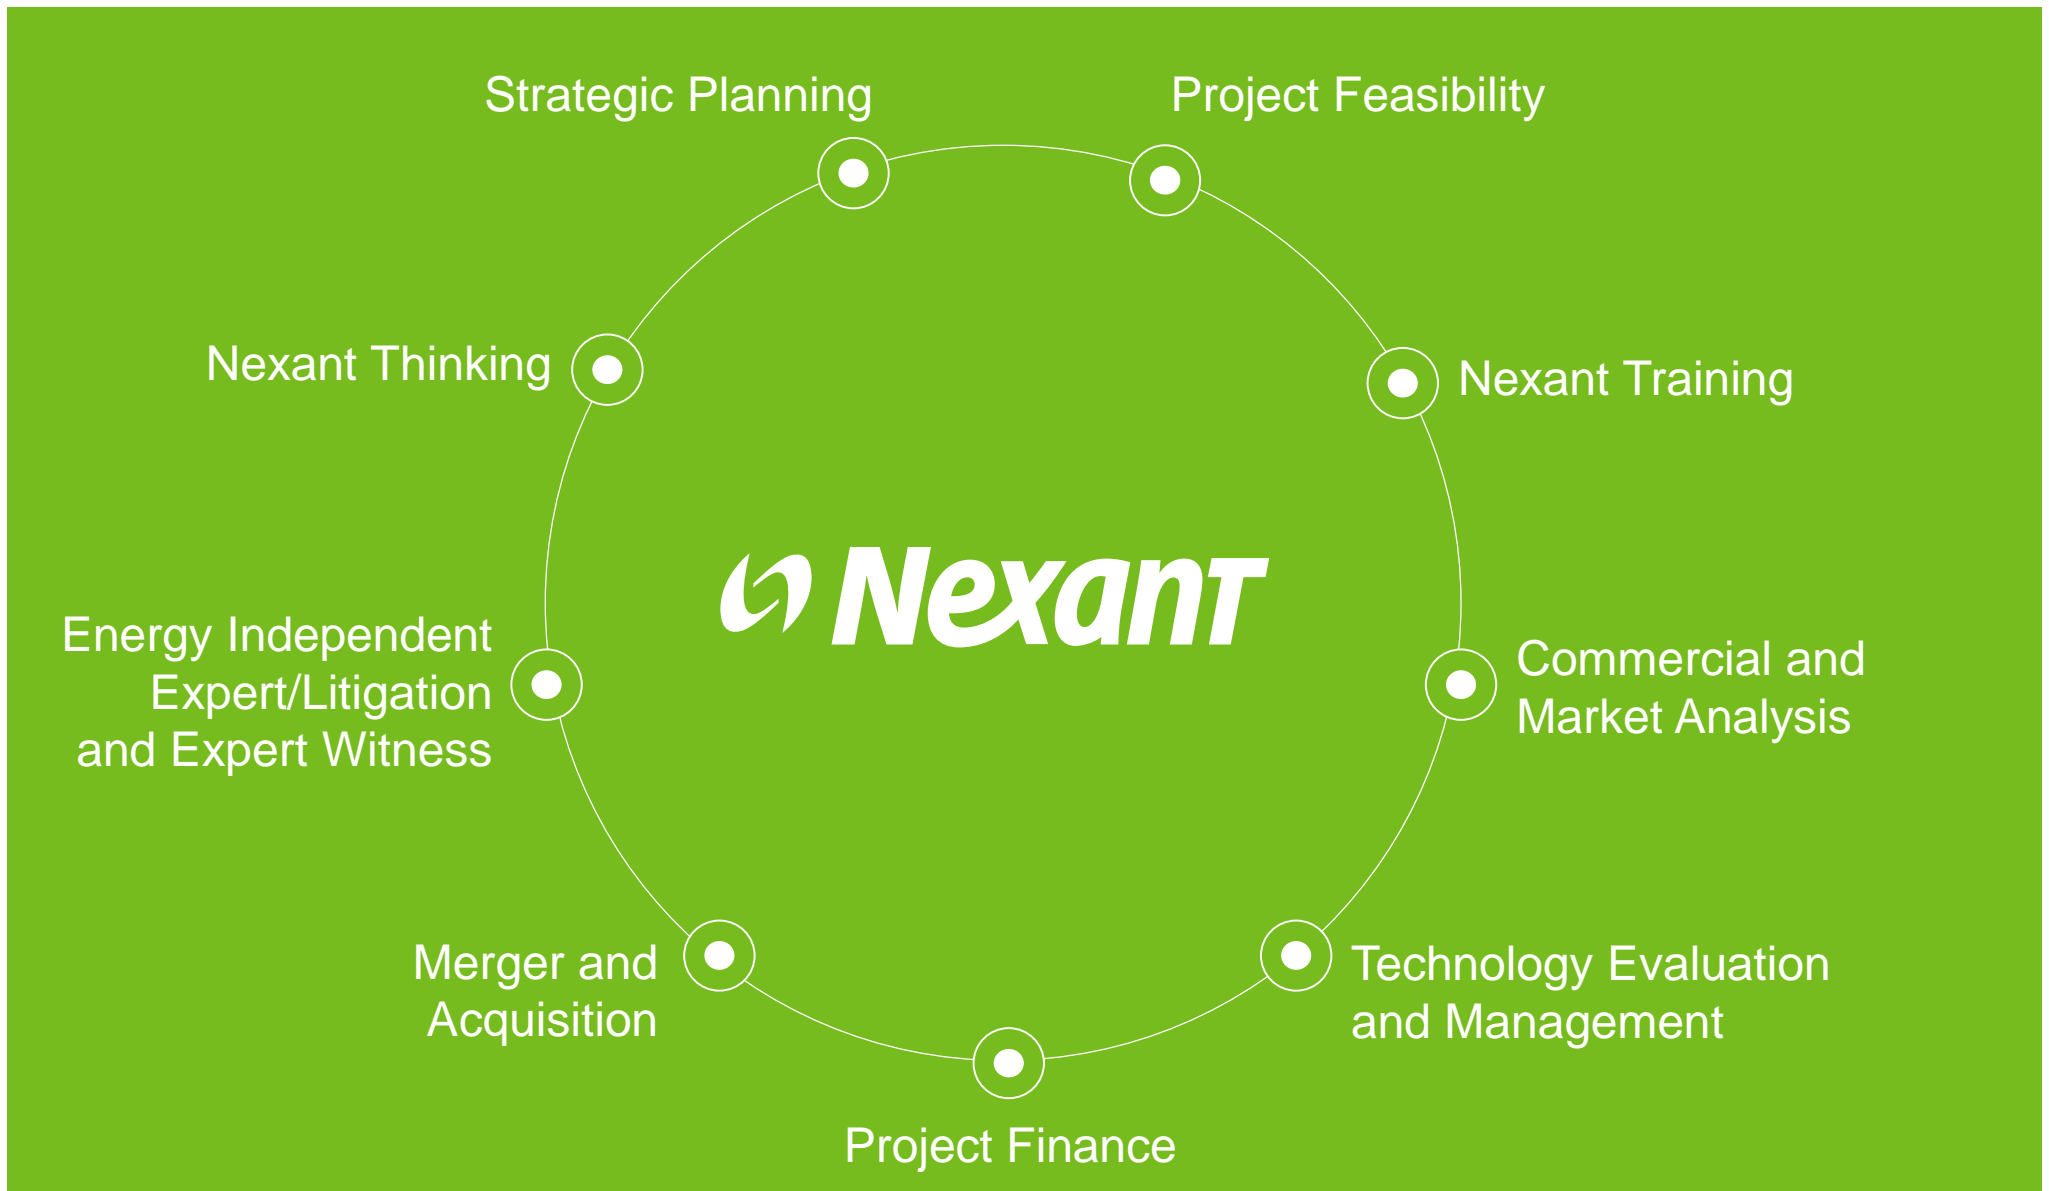 Strategic Planning
Project Feasibility
Nexant Thinking
Nexant Training
Nexant
Energy Independent
Expert/Litigation
and Expert Witness
Commercial and
Market Analysis
Merger and
Acquisition
Technology Evaluation
and Management
Project Finance